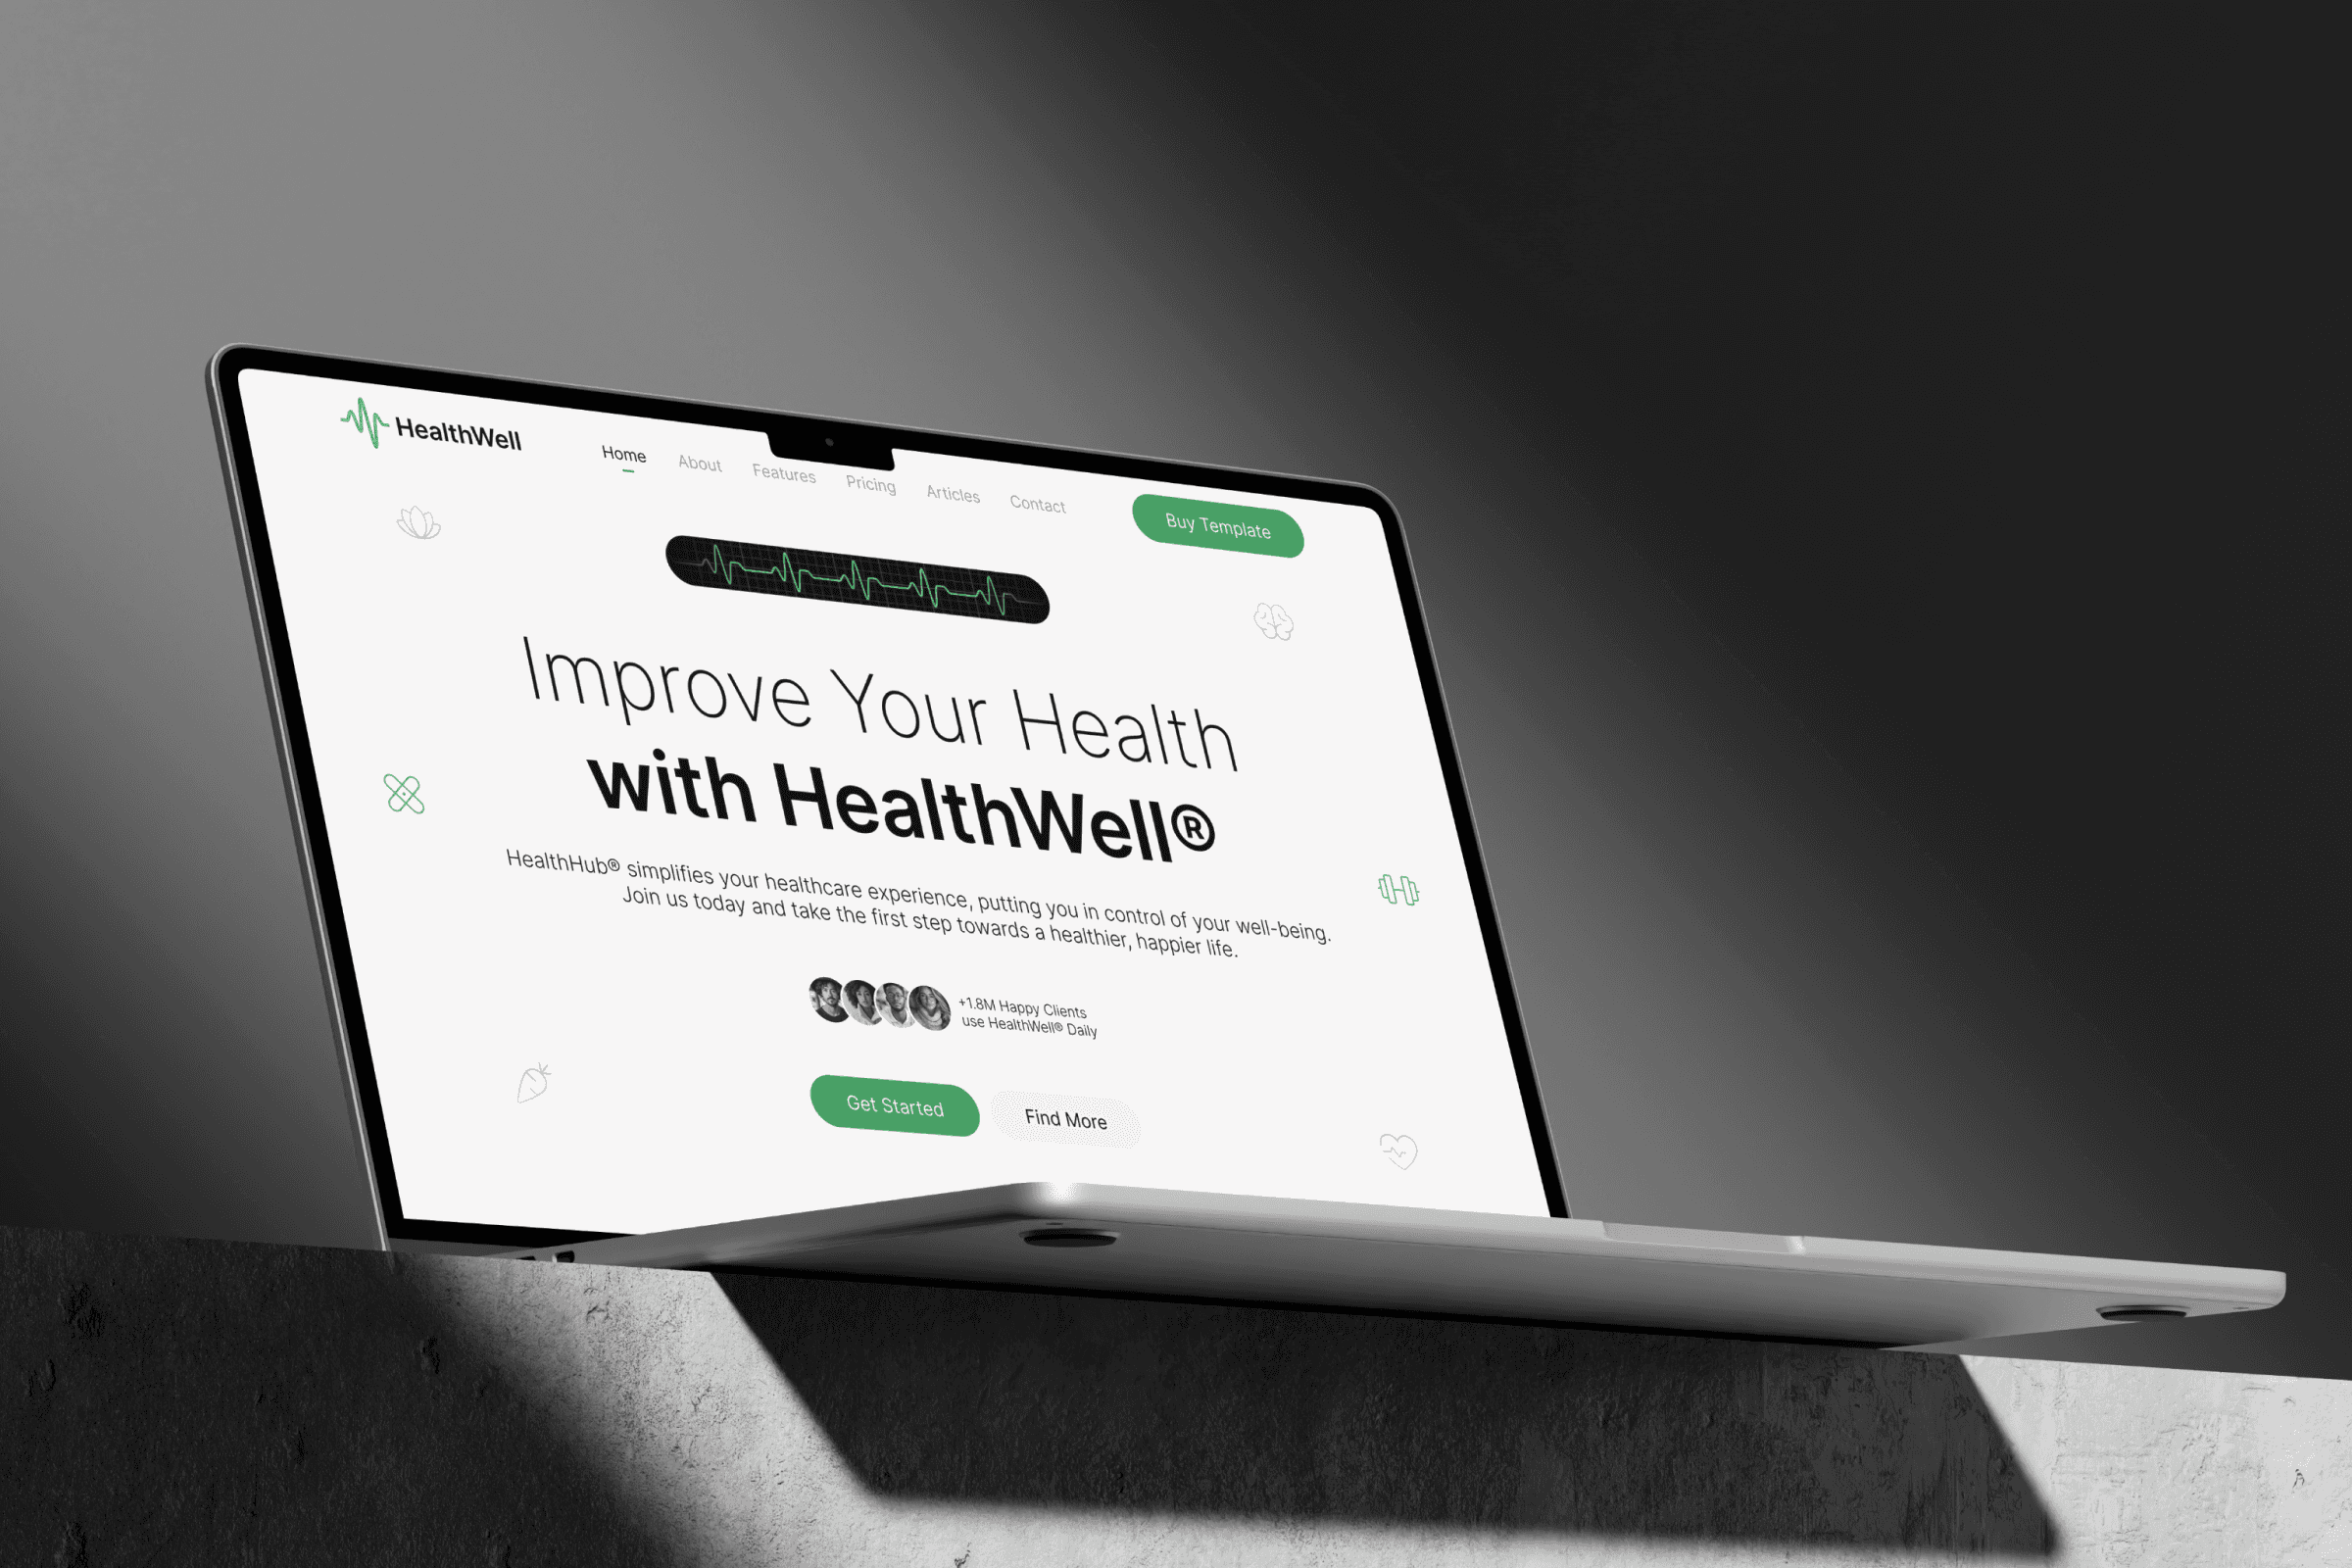 HealthWell
Home About Features Pricing Articles Contact
Buy Template
Improve Your Health
with HealthWell®
HealthHub® simplifies your healthcare experience, putting you in control of your well-being.
Join us today and take the first step towards a healthier, happier life.
+1.8M Happy Clients
use HealthWell® Daily
Get Started
Find More